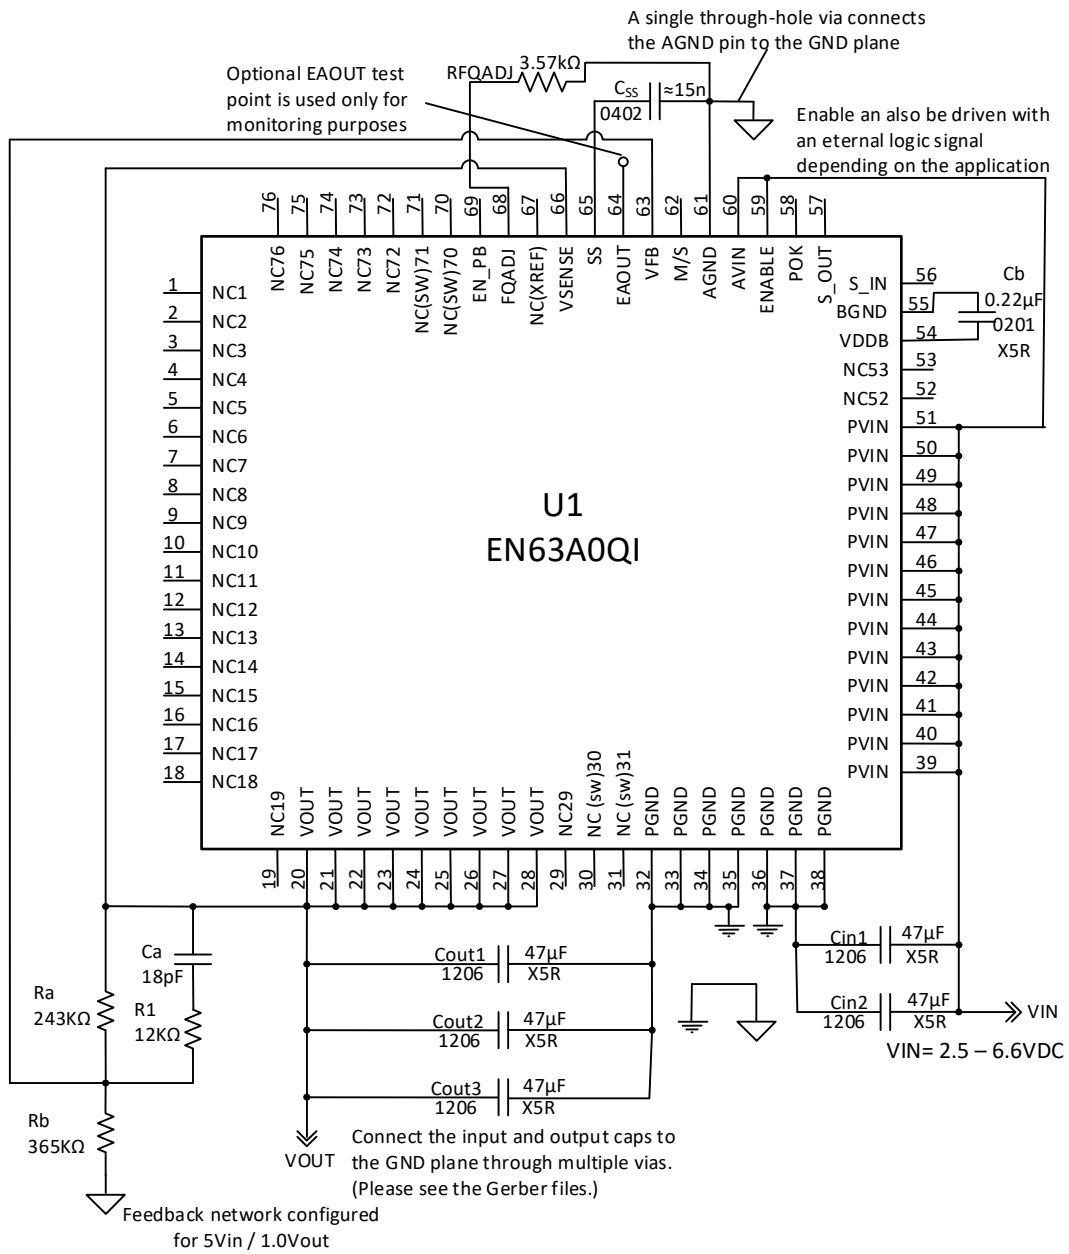 A single through-hole via connects
the AGND pin to the GND plane
Optional EAOUT test
point is used only for
monitoring purposes
RFQADJ
3.57kΩ
CSS
≈15n
0402
Enable an also be driven with
an eternal logic signal
depending on the application
76
75
74
73
72
71
70
69
68
67
66
65
64
63
62
61
60
59
58
57
NC76
NC75
NC74
NC73
NC72
NC(SW)71
NC(SW)70
EN_PB
FQADJ
NC(XREF)
VSENSE
SS
EAOUT
VFB
M/S
AGND
AVIN
ENABLE
POK
S_OUT
1 NC1
2 NC2
3 NC3
4 NC4
5 NC5
6 NC6
7 NC7
8 NC8
9 NC9
10 NC10
11 NC11
12 NC12
13 NC13
14 NC14
15 NC15
16 NC16
17 NC17
18 NC18
U1
EN63A0QI
S_IN 56
BGND 55
VDDB 54
NC53 53
NC52 52
PVIN 51
PVIN 50
PVIN 49
PVIN 48
PVIN 47
PVIN 46
PVIN 45
PVIN 44
PVIN 43
PVIN 42
PVIN 41
PVIN 40
PVIN 39
Cb
0.22µF
0201
X5R
NC19
VOUT
VOUT
VOUT
VOUT
VOUT
VOUT
VOUT
VOUT
VOUT
NC29
NC(sw)30
NC(sw)31
PGND
PGND
PGND
PGND
PGND
PGND
PGND
19
20
21
22
23
24
25
26
27
28
29
30
31
32
33
34
35
36
37
38
Ca
18pF
Ra
243KΩ
R1
12KΩ
Rb
365KΩ
Cout1
1206
47µF
X5R
Cout2
1206
47µF
X5R
Cout3
1206
47µF
X5R
Cin1
1206
47µF
X5R
Cin2
1206
47µF
X5R
VIN
VIN= 2.5 – 6.6VDC
VOUT
Connect the input and output caps to
the GND plane through multiple vias.
(Please see the Gerber files.)
Feedback network configured
for 5Vin / 1.0Vout